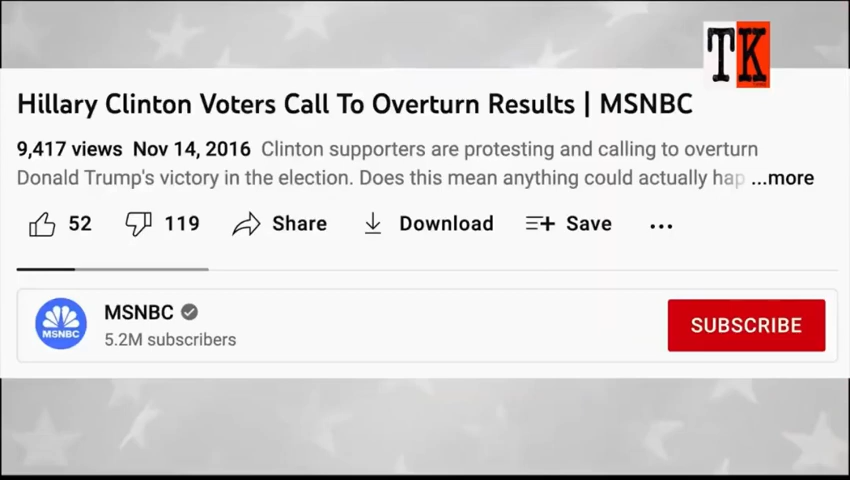 TK
Hillary Clinton Voters Call To Overturn Results | MSNBC
9,417 views Nov 14, 2016 Clinton supporters are protesting and calling to overturn
Donald Trump's victory in the election. Does this mean anything could actually hap ...more
52 119 Share Download Save ...
MSNBC
MSNBC
5.2M subscribers
SUBSCRIBE